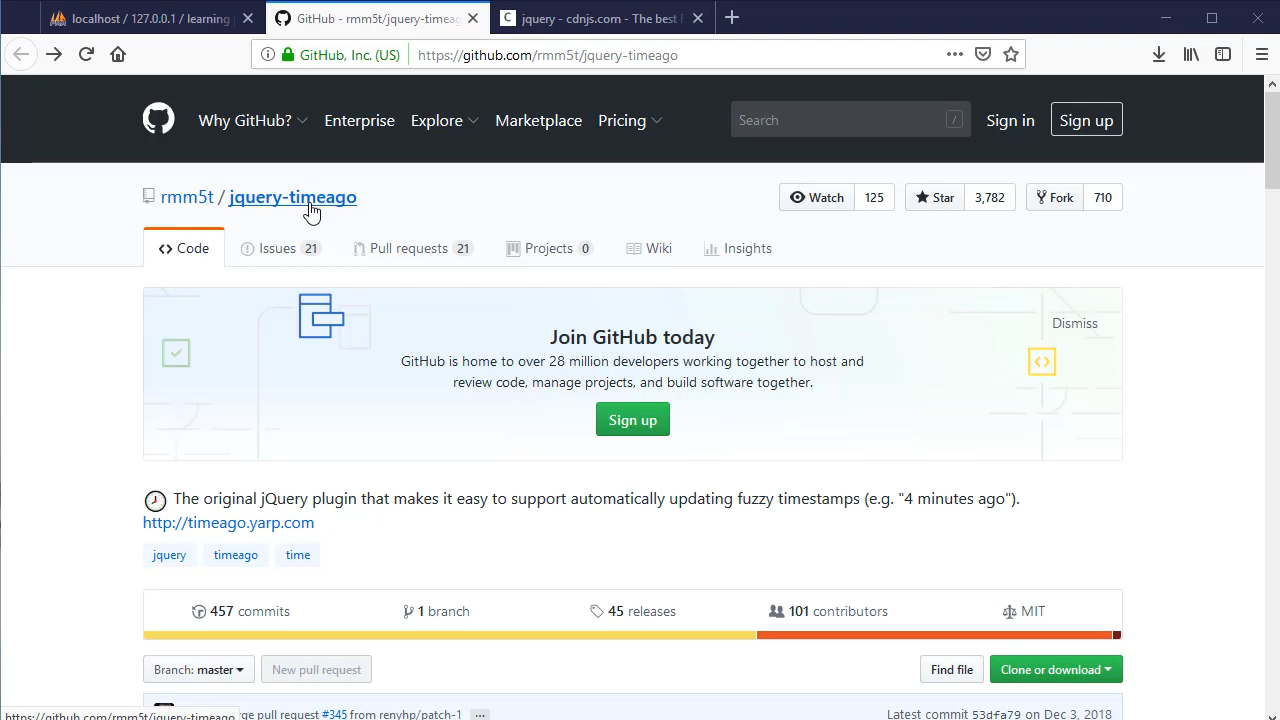 localhost / 127.0.0.1 / learning
GitHub - rmm5t/jquery-timeago
jquery - cdnjs.com - The best
GitHub, Inc. (US)
https://github.com/rmm5t/jquery-timeago
Why GitHub?
Enterprise
Explore
Marketplace
Pricing
Search
/
Sign in
Sign up
rmm5t / jquery-timeago
Watch 125
Star 3,782
Fork 710
Code
Issues 21
Pull requests 21
Projects 0
Wiki
Insights
Join GitHub today
Dismiss
GitHub is home to over 28 million developers working together to host and
review code, manage projects, and build software together.
Sign up
The original jQuery plugin that makes it easy to support automatically updating fuzzy timestamps (e.g. "4 minutes ago").
http://timeago.yarp.com
jquery
timeago
time
457 commits
1 branch
45 releases
101 contributors
MIT
Branch: master
New pull request
Find file
Clone or download
pull request #345 from renyhp/patch-1
Latest commit 53dfa79 on Dec 3, 2018
https://github.com/rmm5t/jquery-timeago